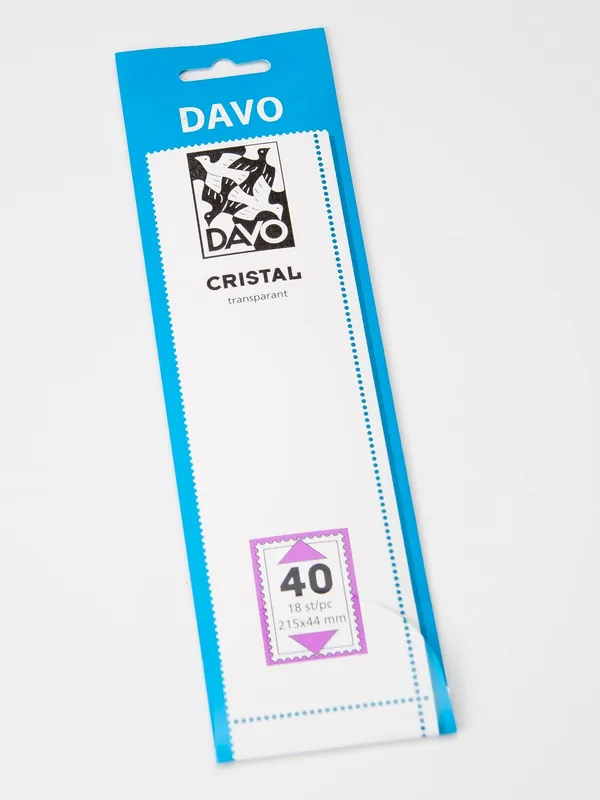 DAVO
DAVO
CRISTAL
transparant
40
18 st/pc
215x44 mm